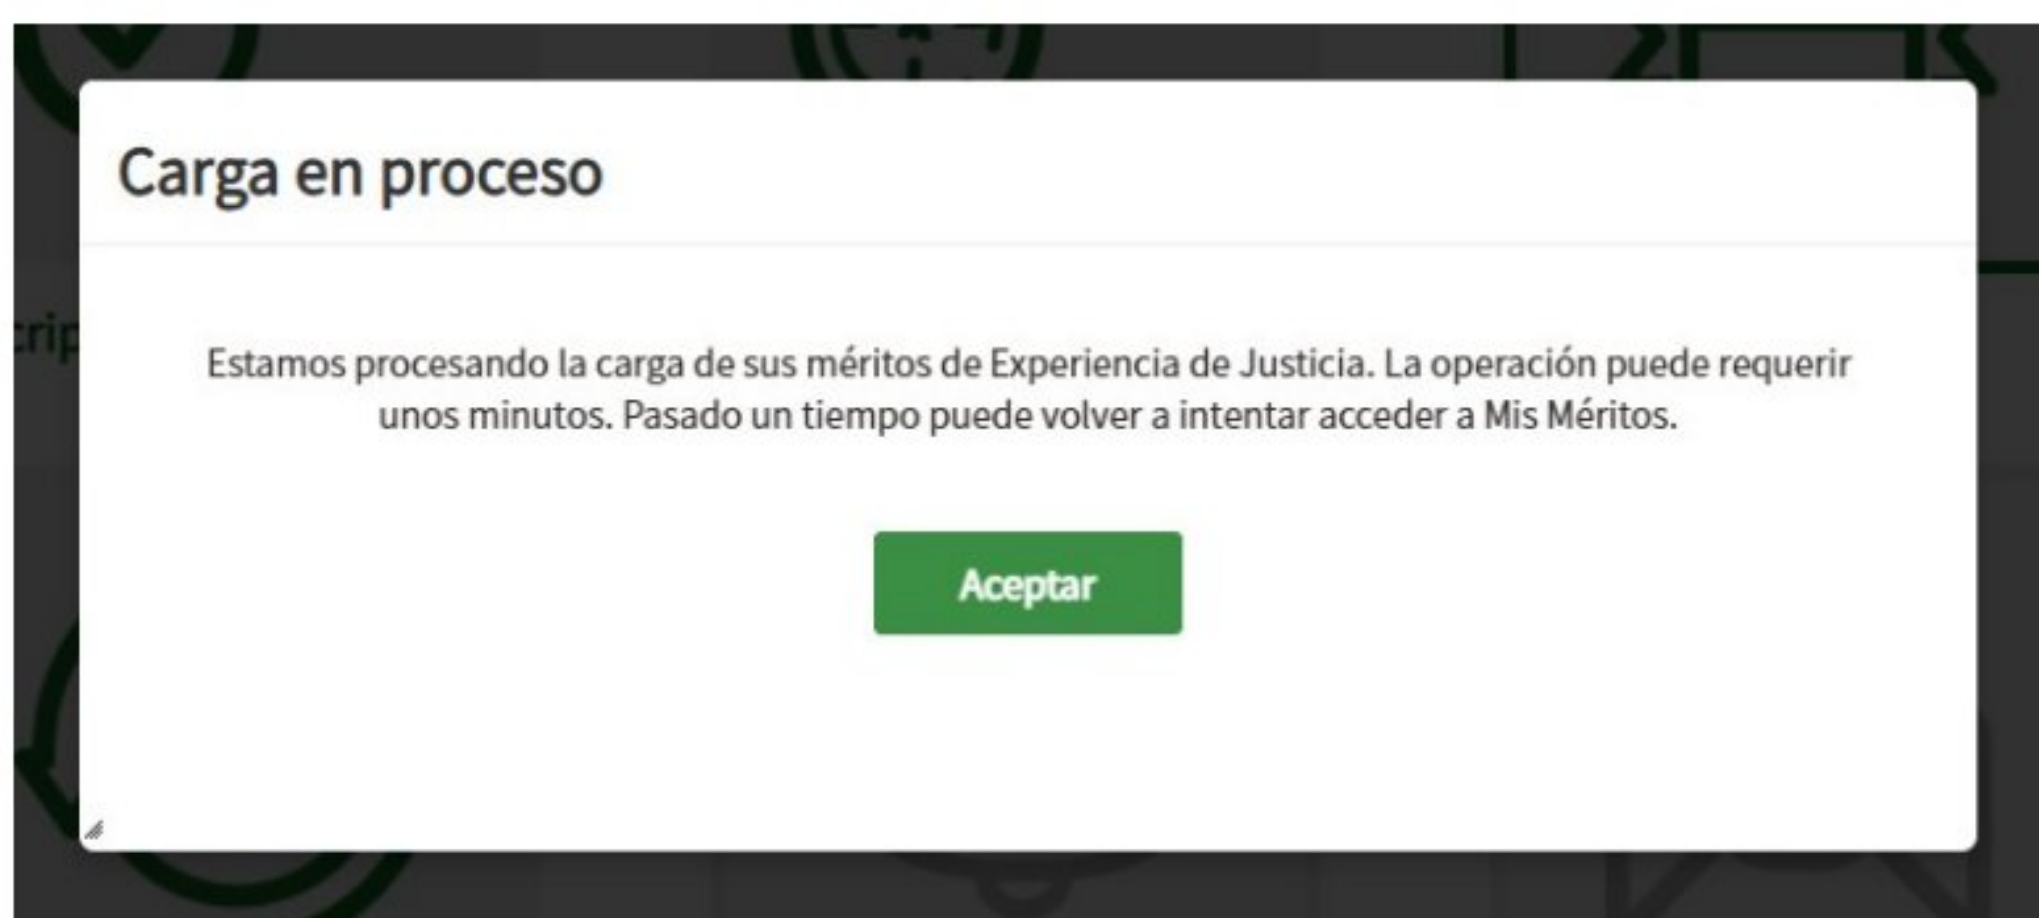 Carga en proceso
Estamos procesando la carga de sus méritos de Experiencia de Justicia. La operación puede requerir
unos minutos. Pasado un tiempo puede volver a intentar acceder a Mis Méritos.
Aceptar